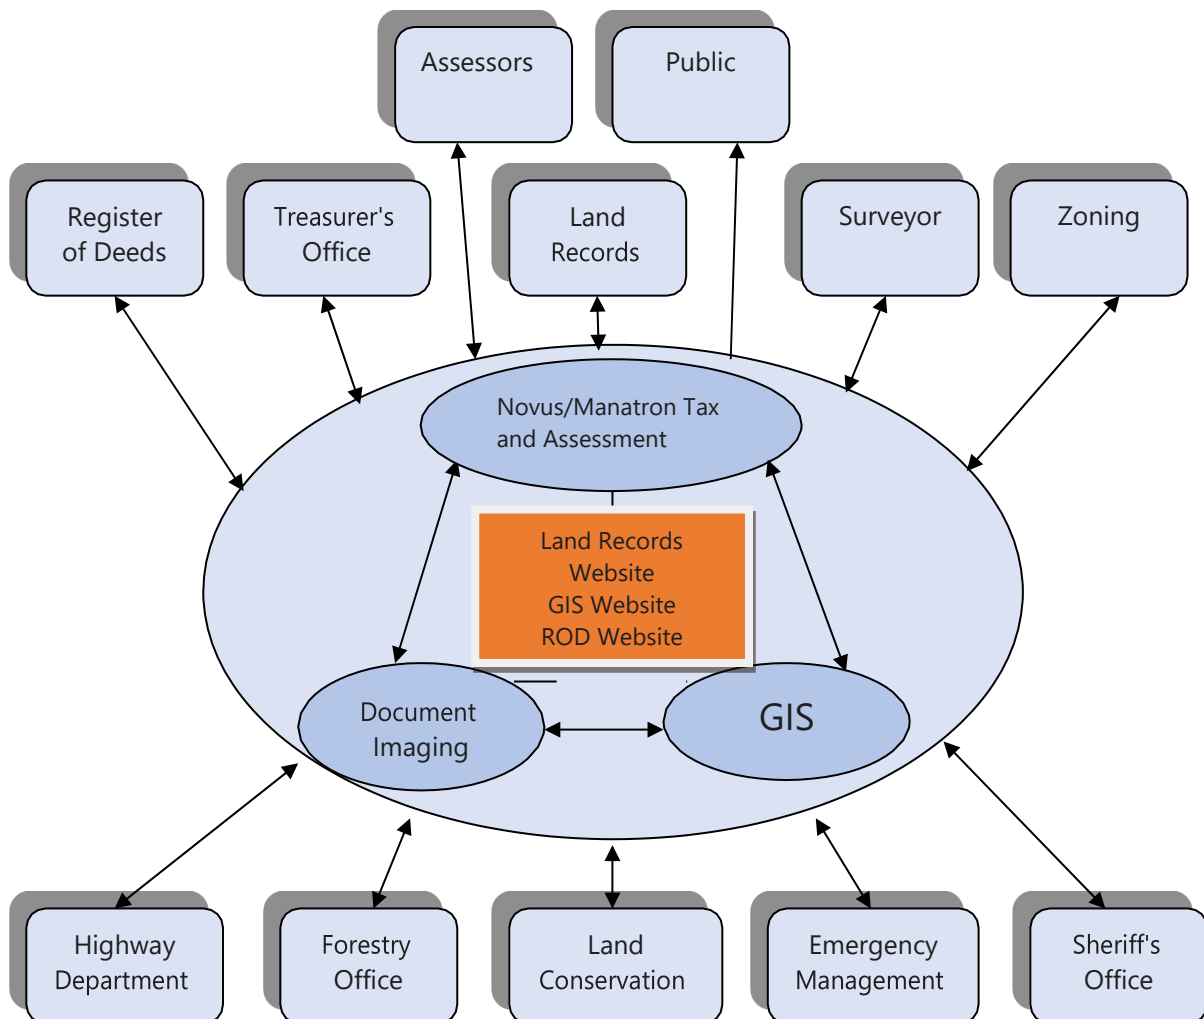 Assessors
Public
Register
of Deeds
Treasurer's
Office
Land
Records
Surveyor
Zoning
Novus/Manatron Tax
and Assessment
Land Records
Website
GIS Website
ROD Website
Document
Imaging
GIS
Highway
Department
Forestry
Office
Land
Conservation
Emergency
Management
Sheriff's
Office